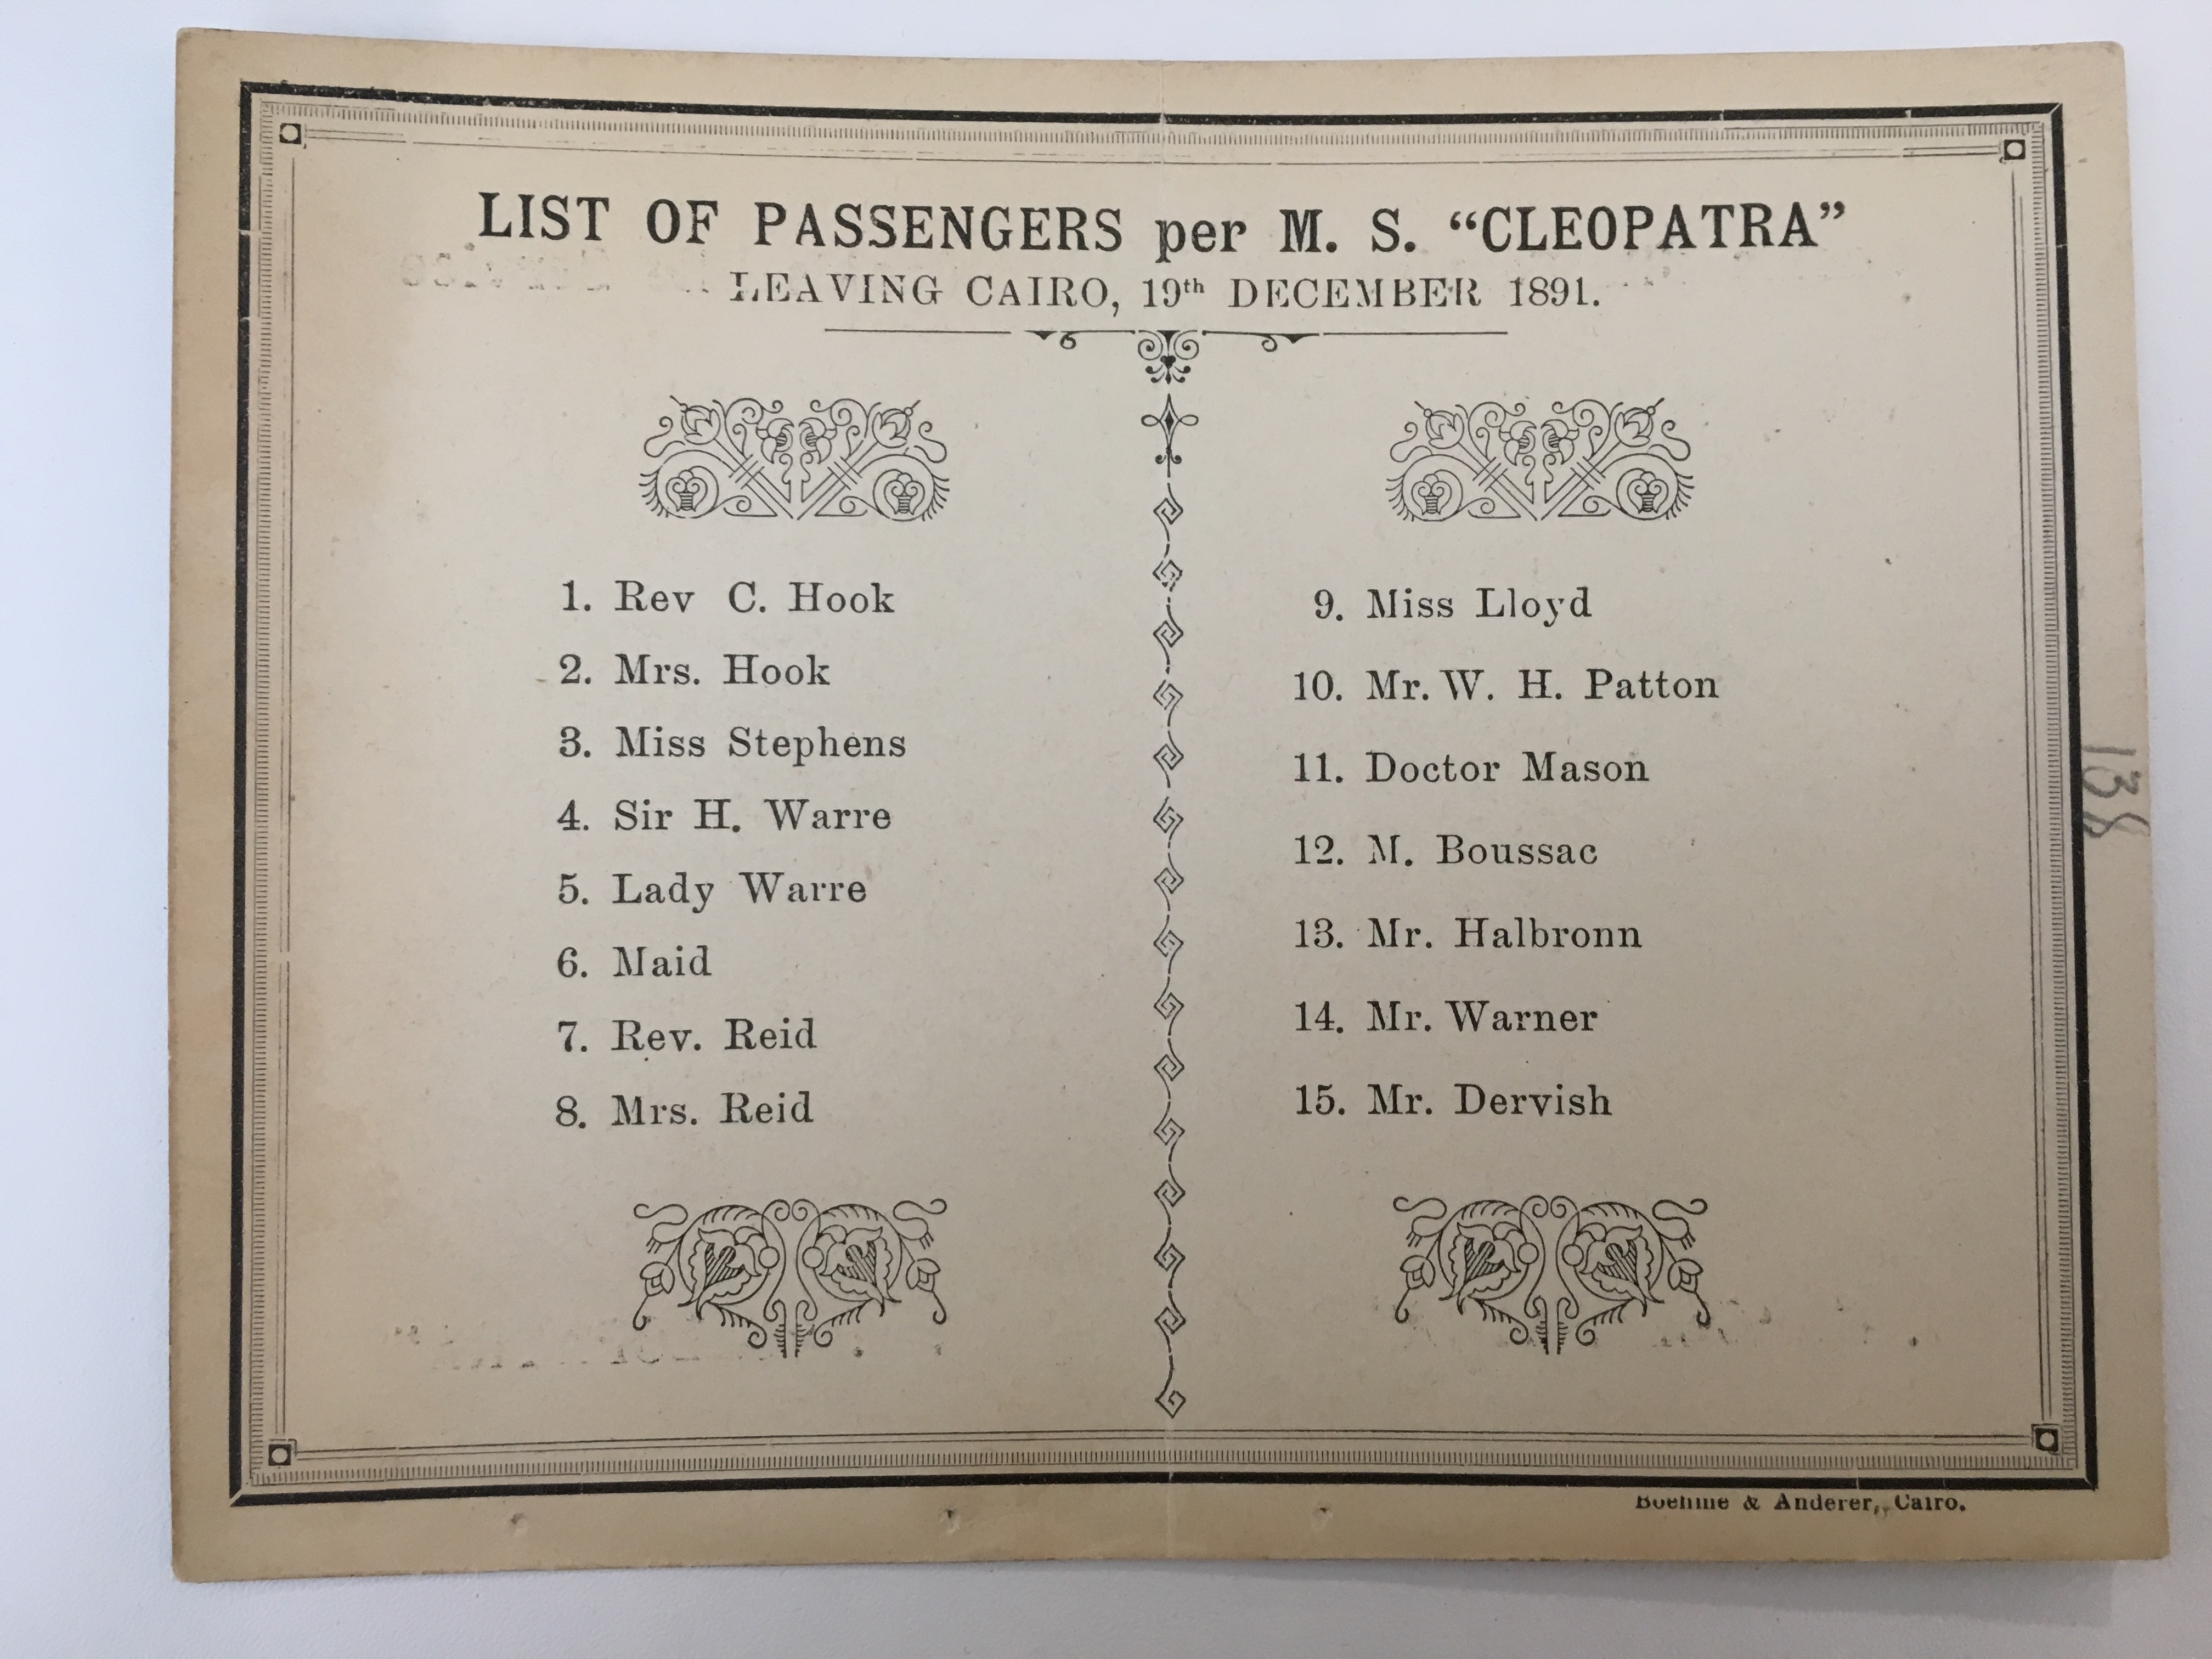 LIST OF PASSENGERS per M. S. “CLEOPATRA”
LEAVING CAIRO, 19th DECEMBER 1891.
1. Rev C. Hook
2. Mrs. Hook
3. Miss Stephens
4. Sir H. Warre
5. Lady Warre
6. Maid
7. Rev. Reid
8. Mrs. Reid
9. Miss Lloyd
10. Mr. W. H. Patton
11. Doctor Mason
12. M. Boussac
13. Mr. Halbronn
14. Mr. Warner
15. Mr. Dervish
138
Boehme & Anderer, Cairo.